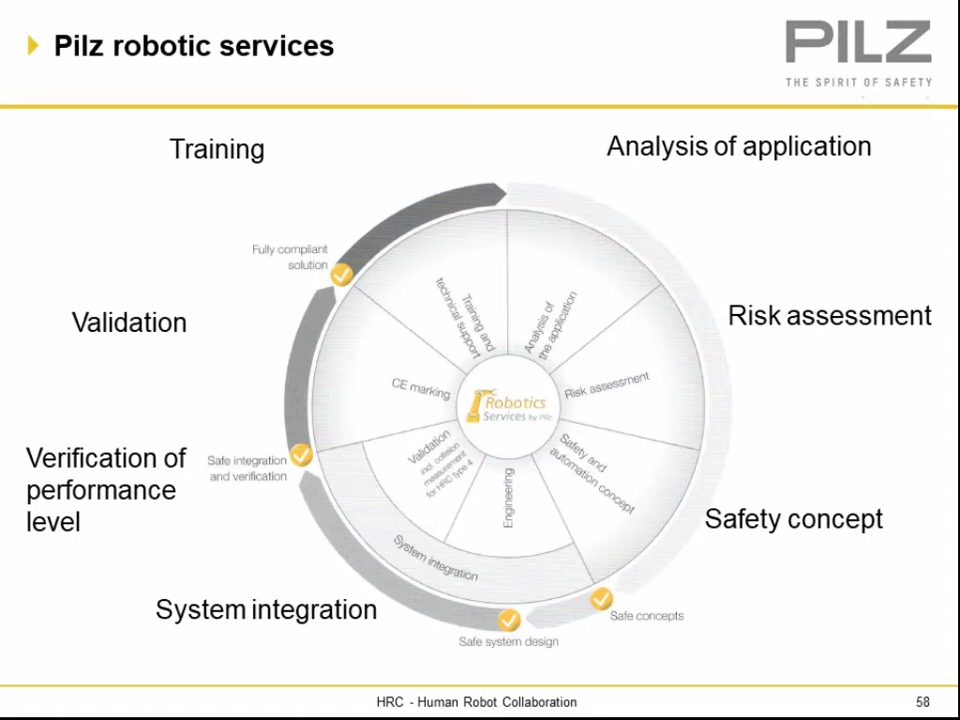 Pilz robotic services
PILZ
THE SPIRIT OF SAFETY
Training
Analysis of application
Fully compliant
solution
Training and
technical support
Analysis of
the application
Validation
Risk assessment
CE marking
Risk assessment
Robotics
Services by Pilz
Verification of
performance
level
Safe integration
and verification
Validation
incl. collision
measurement
for HRC type 4
Engineering
Safety and
automation concept
Safety concept
System integration
System integration
Safe concepts
Safe system design
HRC - Human Robot Collaboration
58